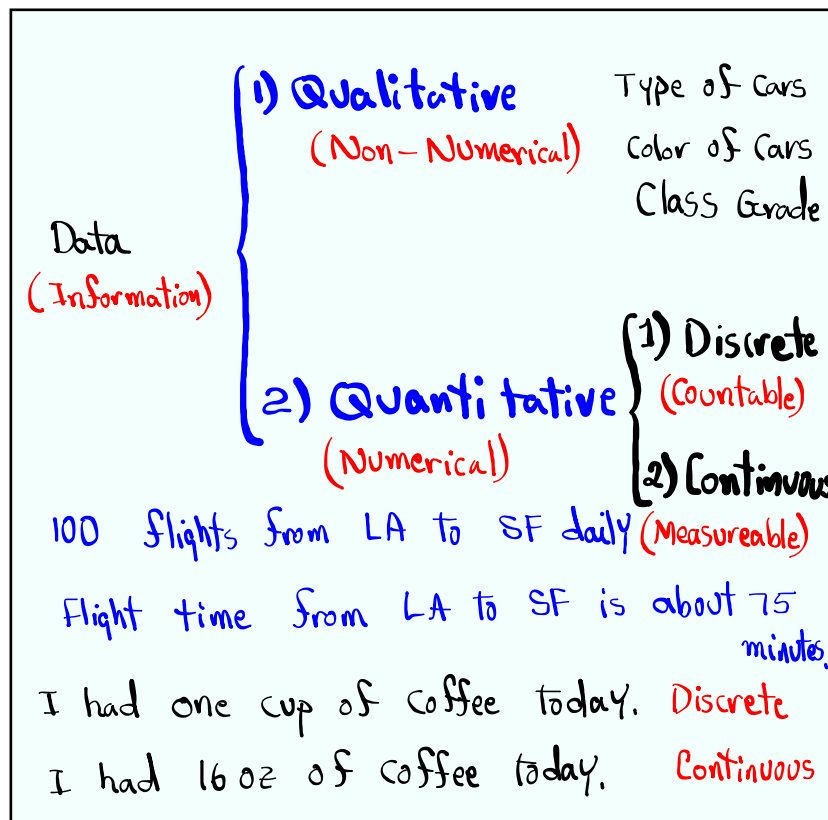 1) Qualitative
(Non-Numerical)
Type of Cars
Color of Cars
Class Grade
Data
(Information)
2) Quantitative
(Numerical)
1) Discrete
(Countable)
2) Continuous
(Measureable)
100 flights from LA to SF daily
Flight time from LA to SF is about 75
minutes.
I had one cup of coffee today. Discrete
I had 16 oz of coffee today. Continuous